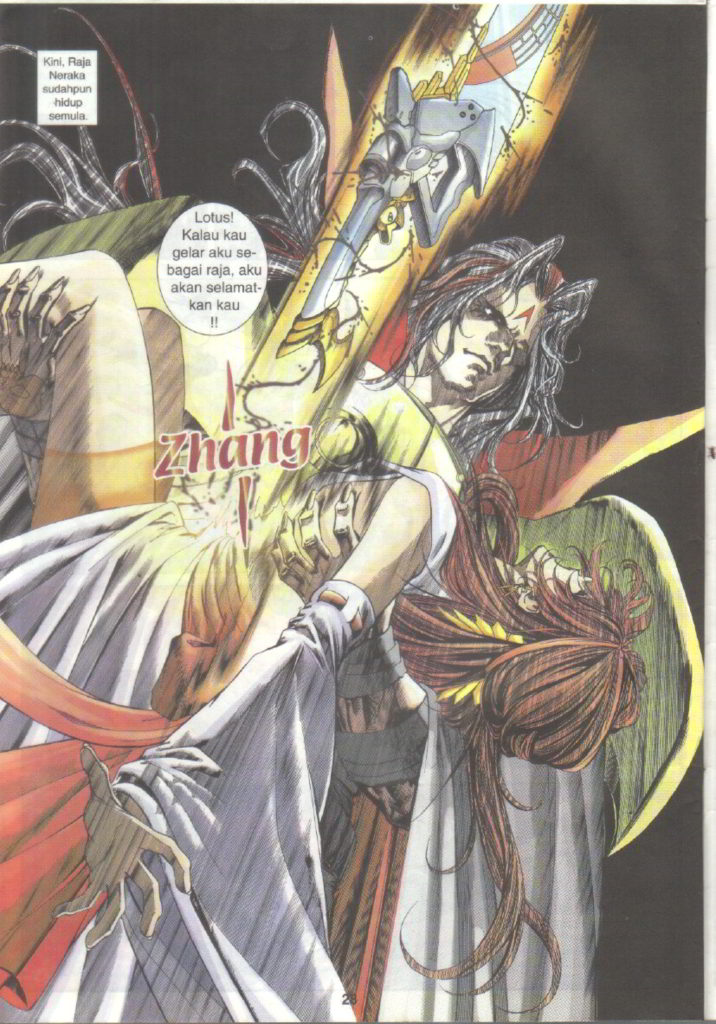 Kini, Raja
Neraka
sudahpun
hidup
semula.
Lotus!
Kalau kau
gelar aku se-
bagai raja, aku
akan selamat-
kan kau
!!
Zhang